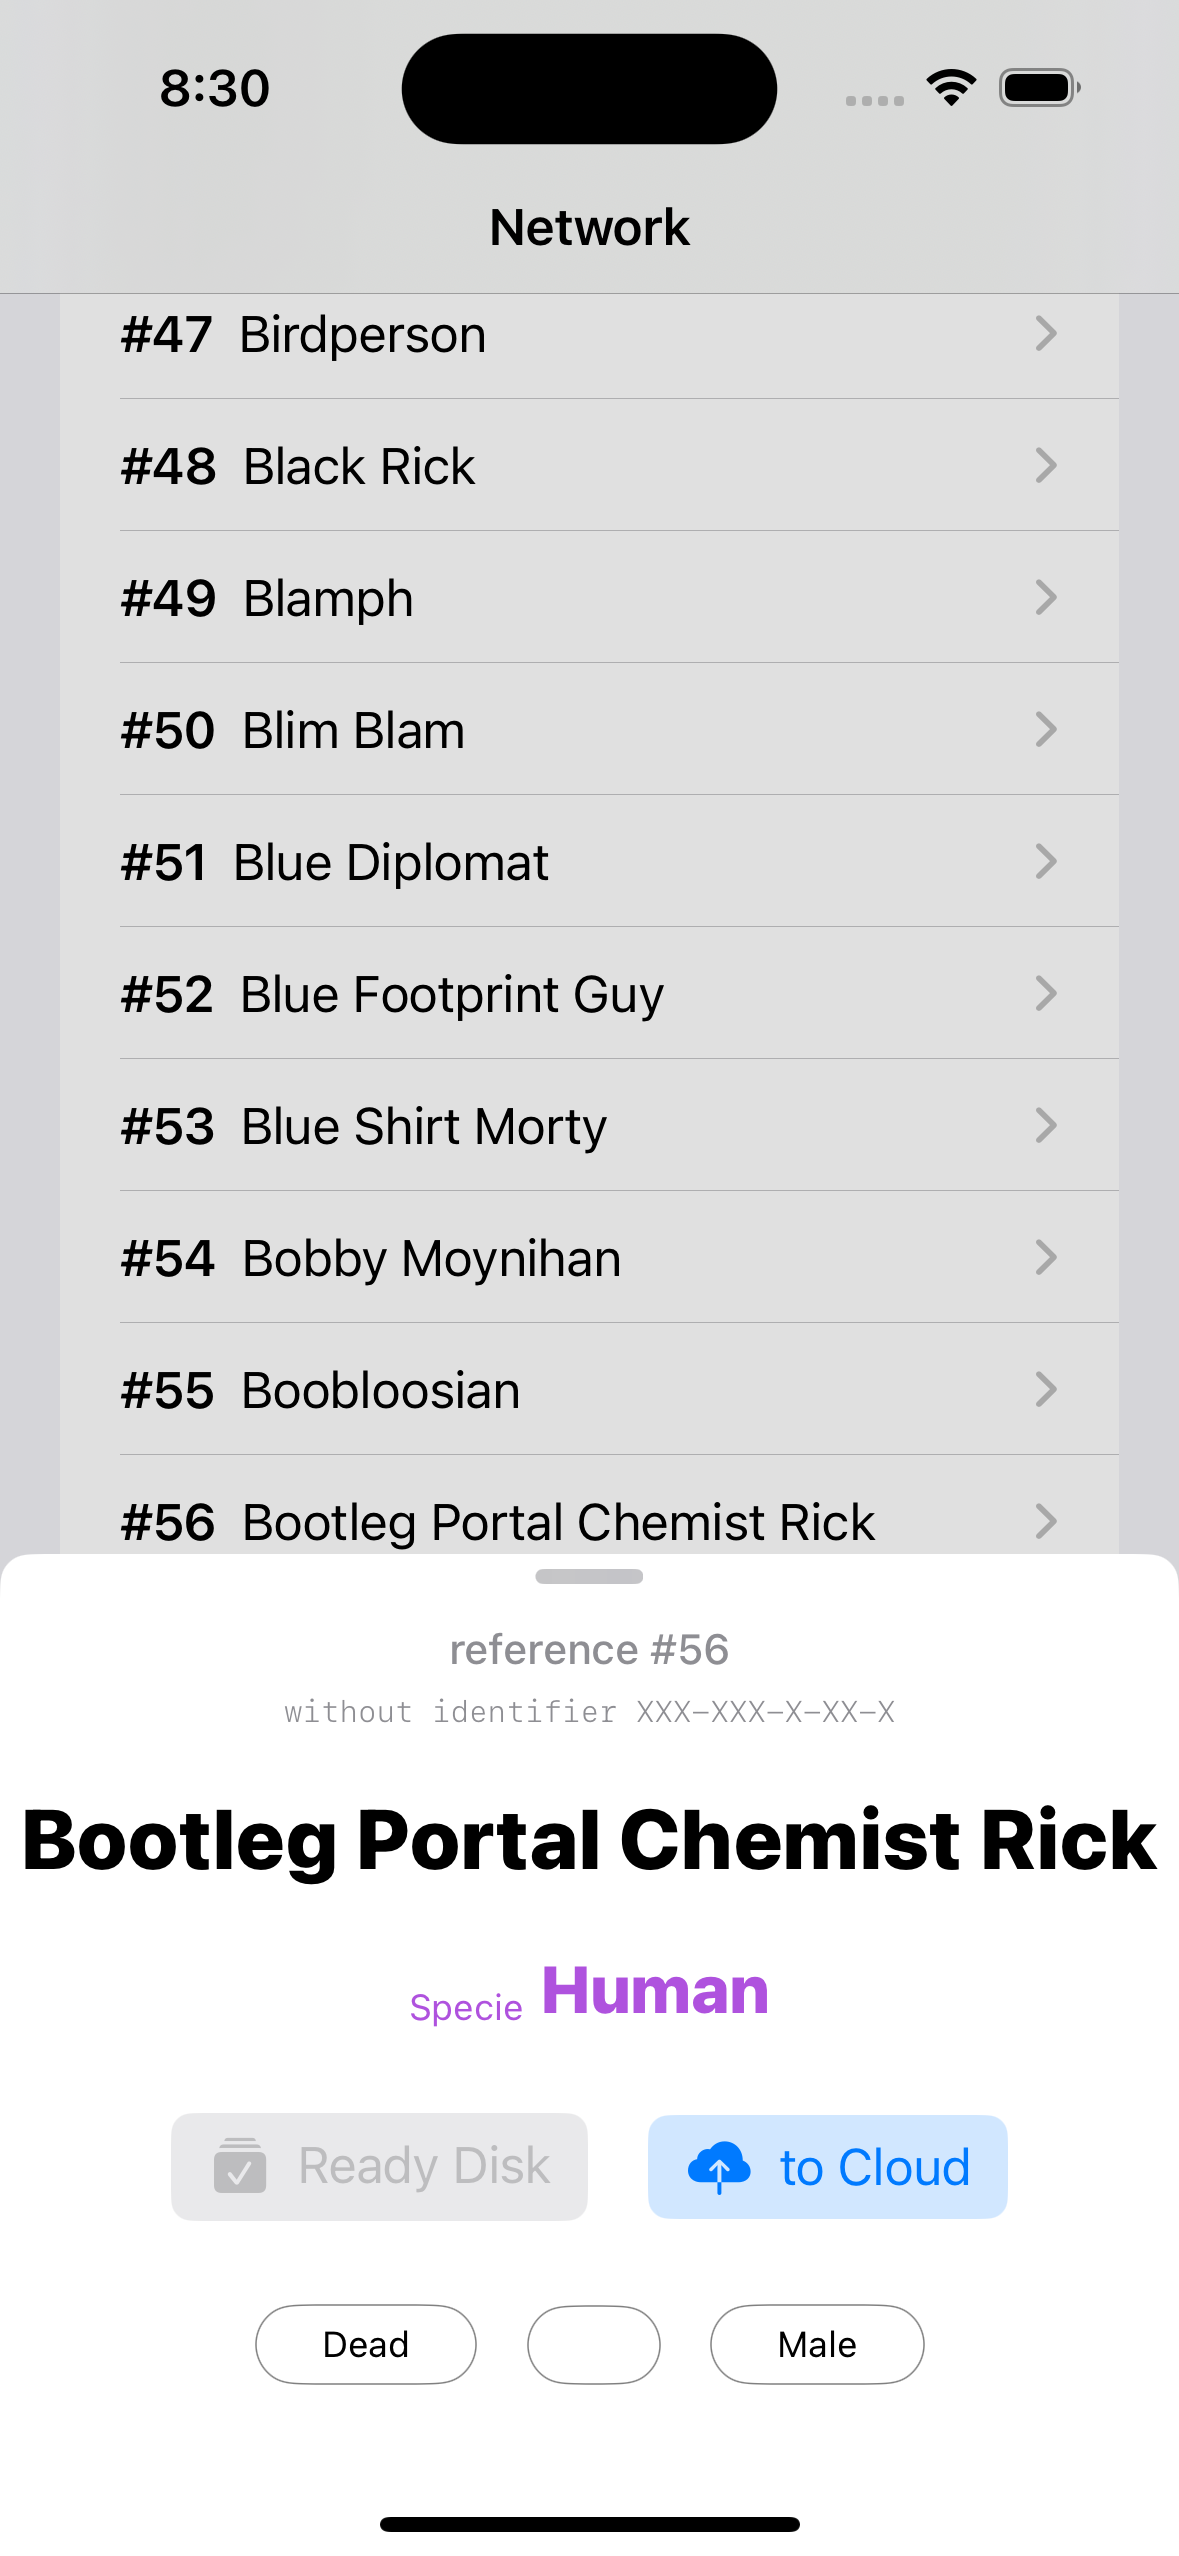 8:30
Network
#47 Birdperson
#48 Black Rick
#49 Blamph
#50 Blim Blam
#51 Blue Diplomat
#52 Blue Footprint Guy
#53 Blue Shirt Morty
#54 Bobby Moynihan
#55 Boobloosian
#56 Bootleg Portal Chemist Rick
reference #56
without identifier XXX-XXX-X-XX-X
Bootleg Portal Chemist Rick
Specie Human
Ready Disk to Cloud
Dead Male